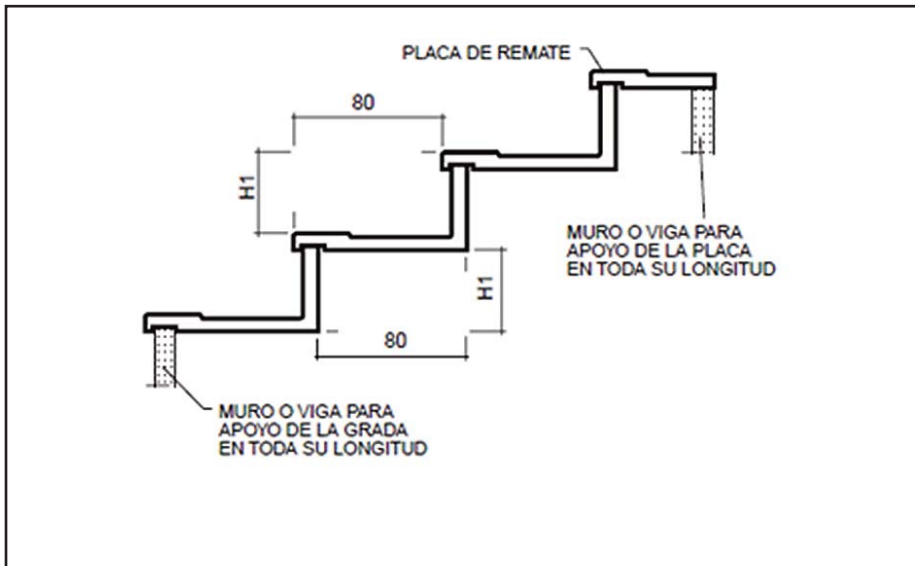 PLACA DE REMATE
80
H1
MURO O VIGA PARA
APOYO DE LA PLACA
EN TODA SU LONGITUD
H1
80
MURO O VIGA PARA
APOYO DE LA GRADA
EN TODA SU LONGITUD